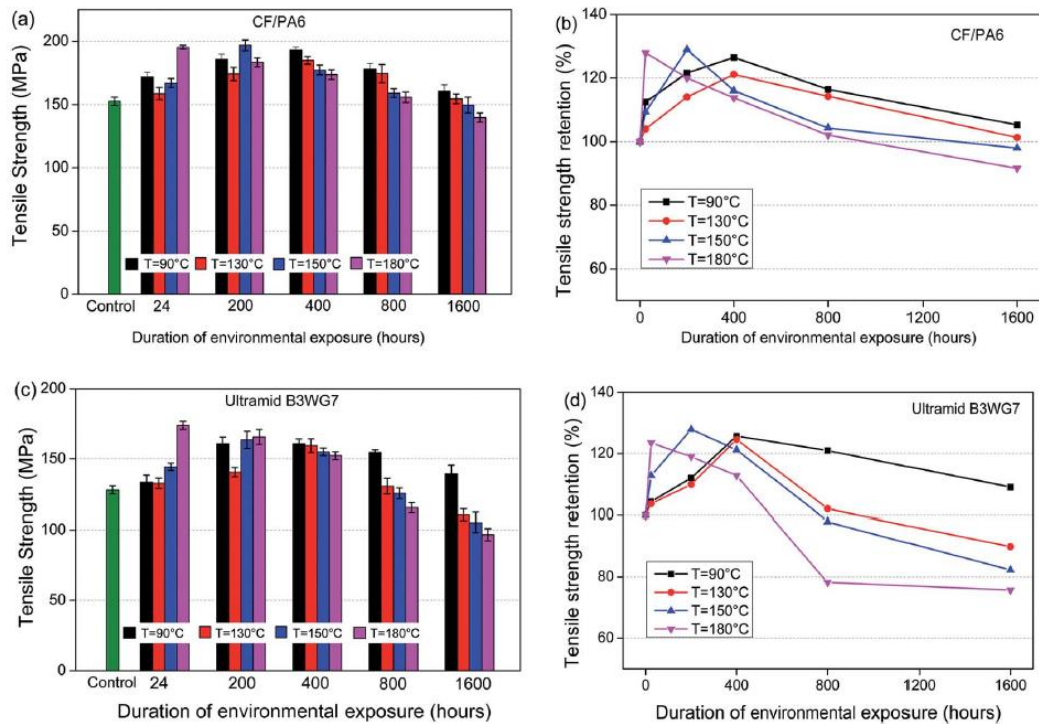 (a)
CF/PA6
Tensile Strength (MPa)
200
150
100
50
0
T=90°C T=130°C T=150°C T=180°C
Control 24 200 400 800 1600
Duration of environmental exposure (hours)
(b)
CF/PA6
Tensile strength retention (%)
140
120
100
80
60
T=90°C
T=130°C
T=150°C
T=180°C
0 400 800 1200 1600
Duration of environmental exposure (hours)
(c)
Ultramid B3WG7
Tensile Strength (MPa)
200
150
100
50
0
T=90°C T=130°C T=150°C T=180°C
Control 24 200 400 800 1600
Duration of environmental exposure (hours)
(d)
Ultramid B3WG7
Tensile strength retention (%)
140
120
100
80
60
T=90°C
T=130°C
T=150°C
T=180°C
0 400 800 1200 1600
Duration of environmental exposure (hours)